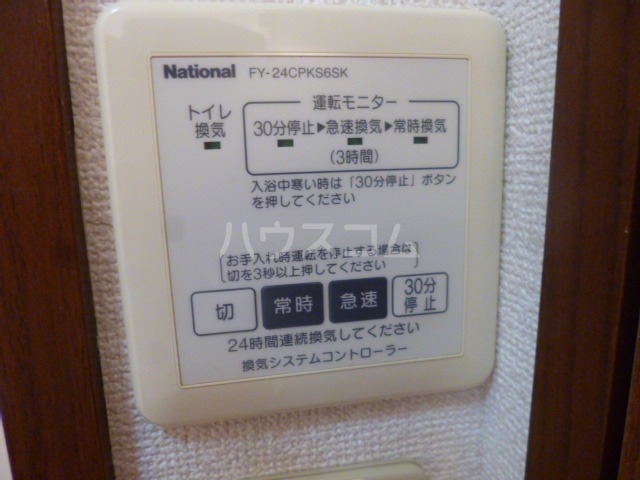 National FY-24CPKS6SK
運転モニター
トイレ
換気
30分停止▶急速換気▶常時換気
(3時間)
入浴中寒い時は「30分停止」ボタン
を押してください
ハウスコム
お手入れ時運転を停止する場合は
切を3秒以上押してください
切
常時
急速
30分
停止
24時間連続換気してください
換気システムコントローラー